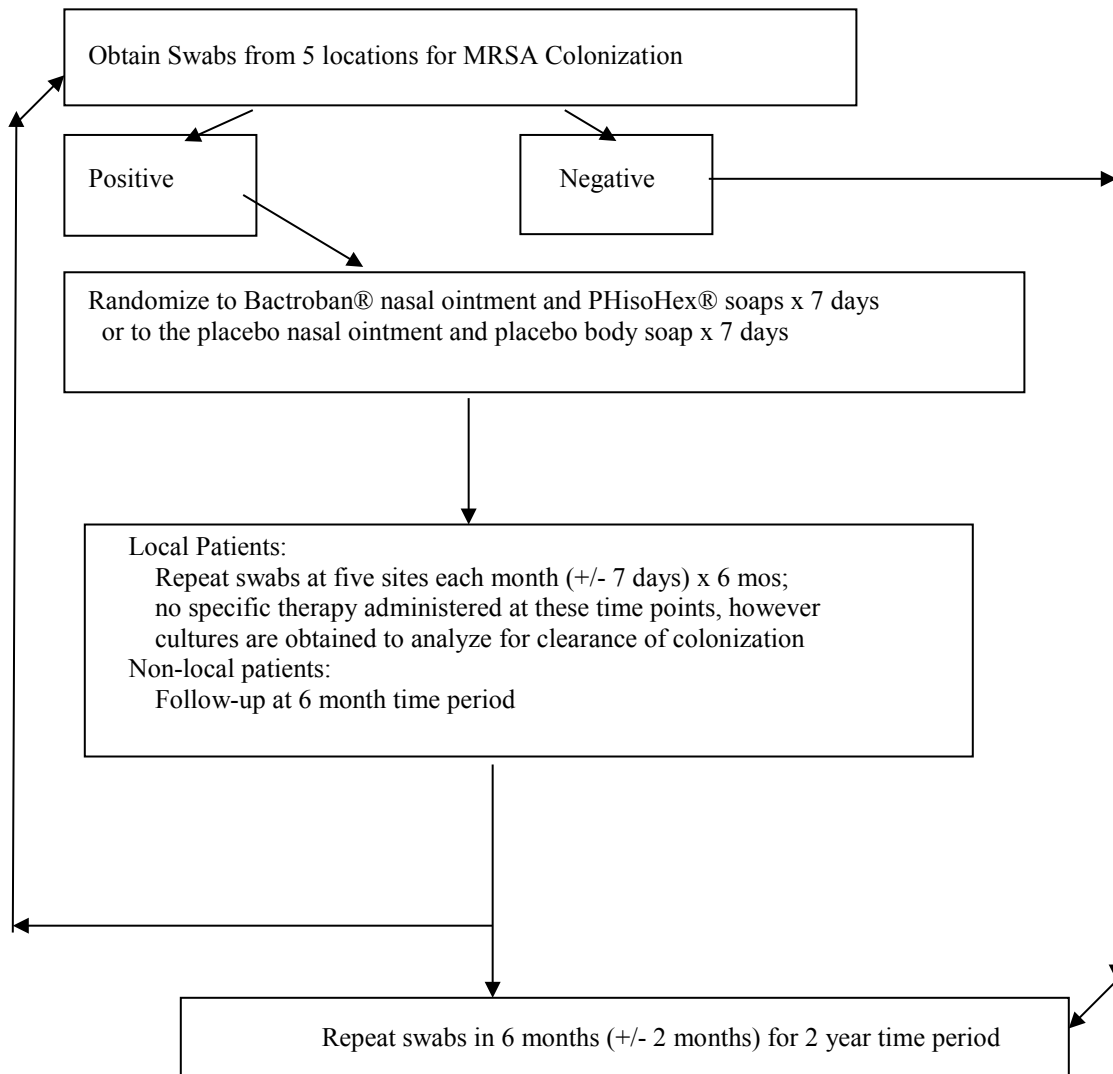 Obtain Swabs from 5 locations for MRSA Colonization
Positive
Negative
Randomize to Bactroban® nasal ointment and PHisoHex® soaps x 7 days
or to the placebo nasal ointment and placebo body soap x 7 days
Local Patients:
Repeat swabs at five sites each month (+/- 7 days) x 6 mos;
no specific therapy administered at these time points, however
cultures are obtained to analyze for clearance of colonization
Non-local patients:
Follow-up at 6 month time period
Repeat swabs in 6 months (+/- 2 months) for 2 year time period